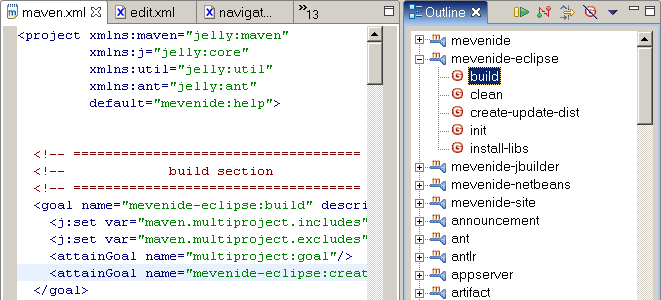 maven.xml
edit.xml
navigat...
»13
<project xmlns:maven="jelly:maven"
xmlns:j="jelly:core"
xmlns:util="jelly:util"
xmlns:ant="jelly:ant"
default="mevenide:help">
<!-- ===================================
build section
<!-- ===================================
<goal name="mevenide-eclipse:build" descri
<j:set var="maven.multiproject.includes"
<j:set var="maven.multiproject.excludes"
<attainGoal name="multiproject:goal"/>
<attainGoal name="mevenide-eclipse:creat
</goal>
Outline
mevenide
mevenide-eclipse
build
clean
create-update-dist
init
install-libs
mevenide-jbuilder
mevenide-netbeans
mevenide-site
announcement
ant
antlr
appserver
artifact